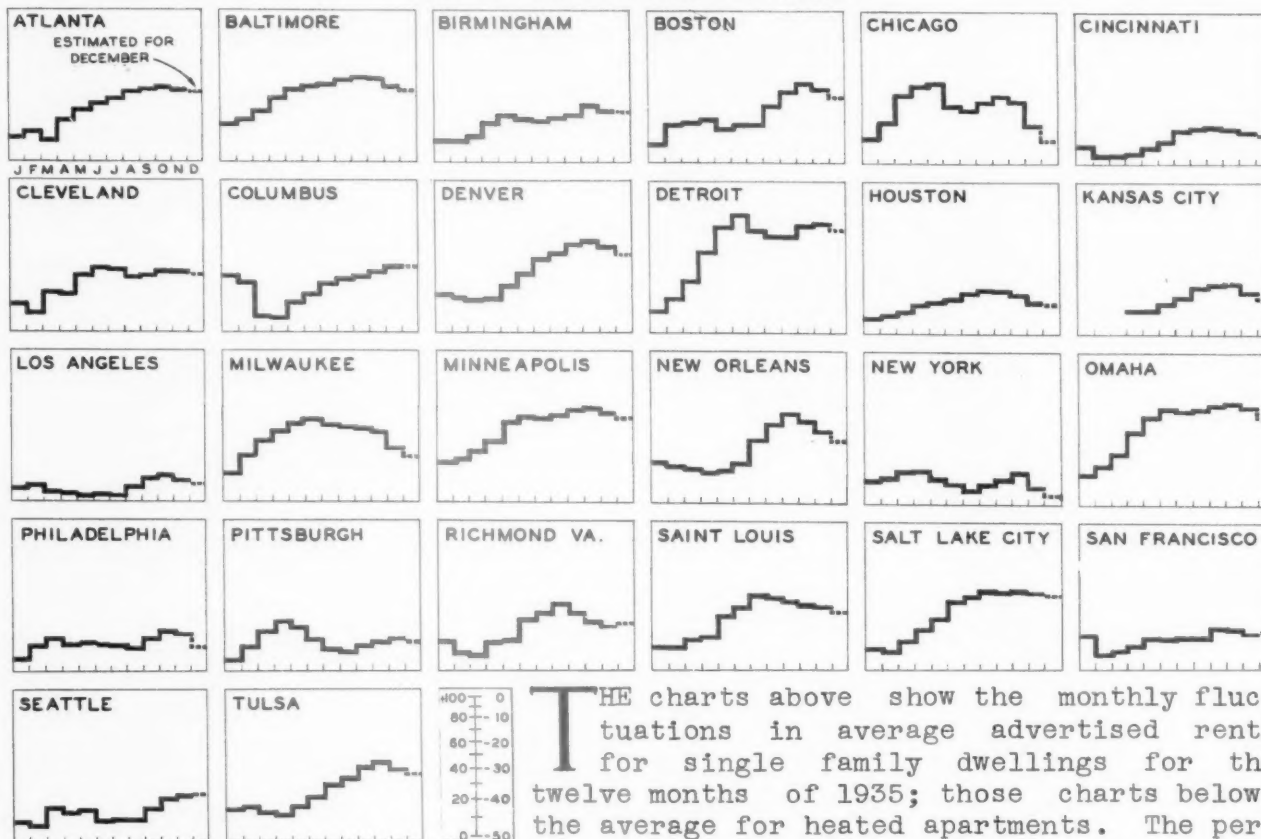 ATLANTA
ESTIMATED FOR
DECEMBER
J F M A M J J A S O N D
BALTIMORE
BIRMINGHAM
BOSTON
CHICAGO
CINCINNATI
CLEVELAND
COLUMBUS
DENVER
DETROIT
HOUSTON
KANSAS CITY
LOS ANGELES
MILWAUKEE
MINNEAPOLIS
NEW ORLEANS
NEW YORK
OMAHA
PHILADELPHIA
PITTSBURGH
RICHMOND VA.
SAINT LOUIS
SALT LAKE CITY
SAN FRANCISCO
SEATTLE
TULSA
+100 0
80 -10
60 -20
40 -30
20 -40
0 -50
THE charts above show the monthly fluc
tuations in average advertised rent
for single family dwellings for th
twelve months of 1935; those charts below
the average for heated apartments. The per